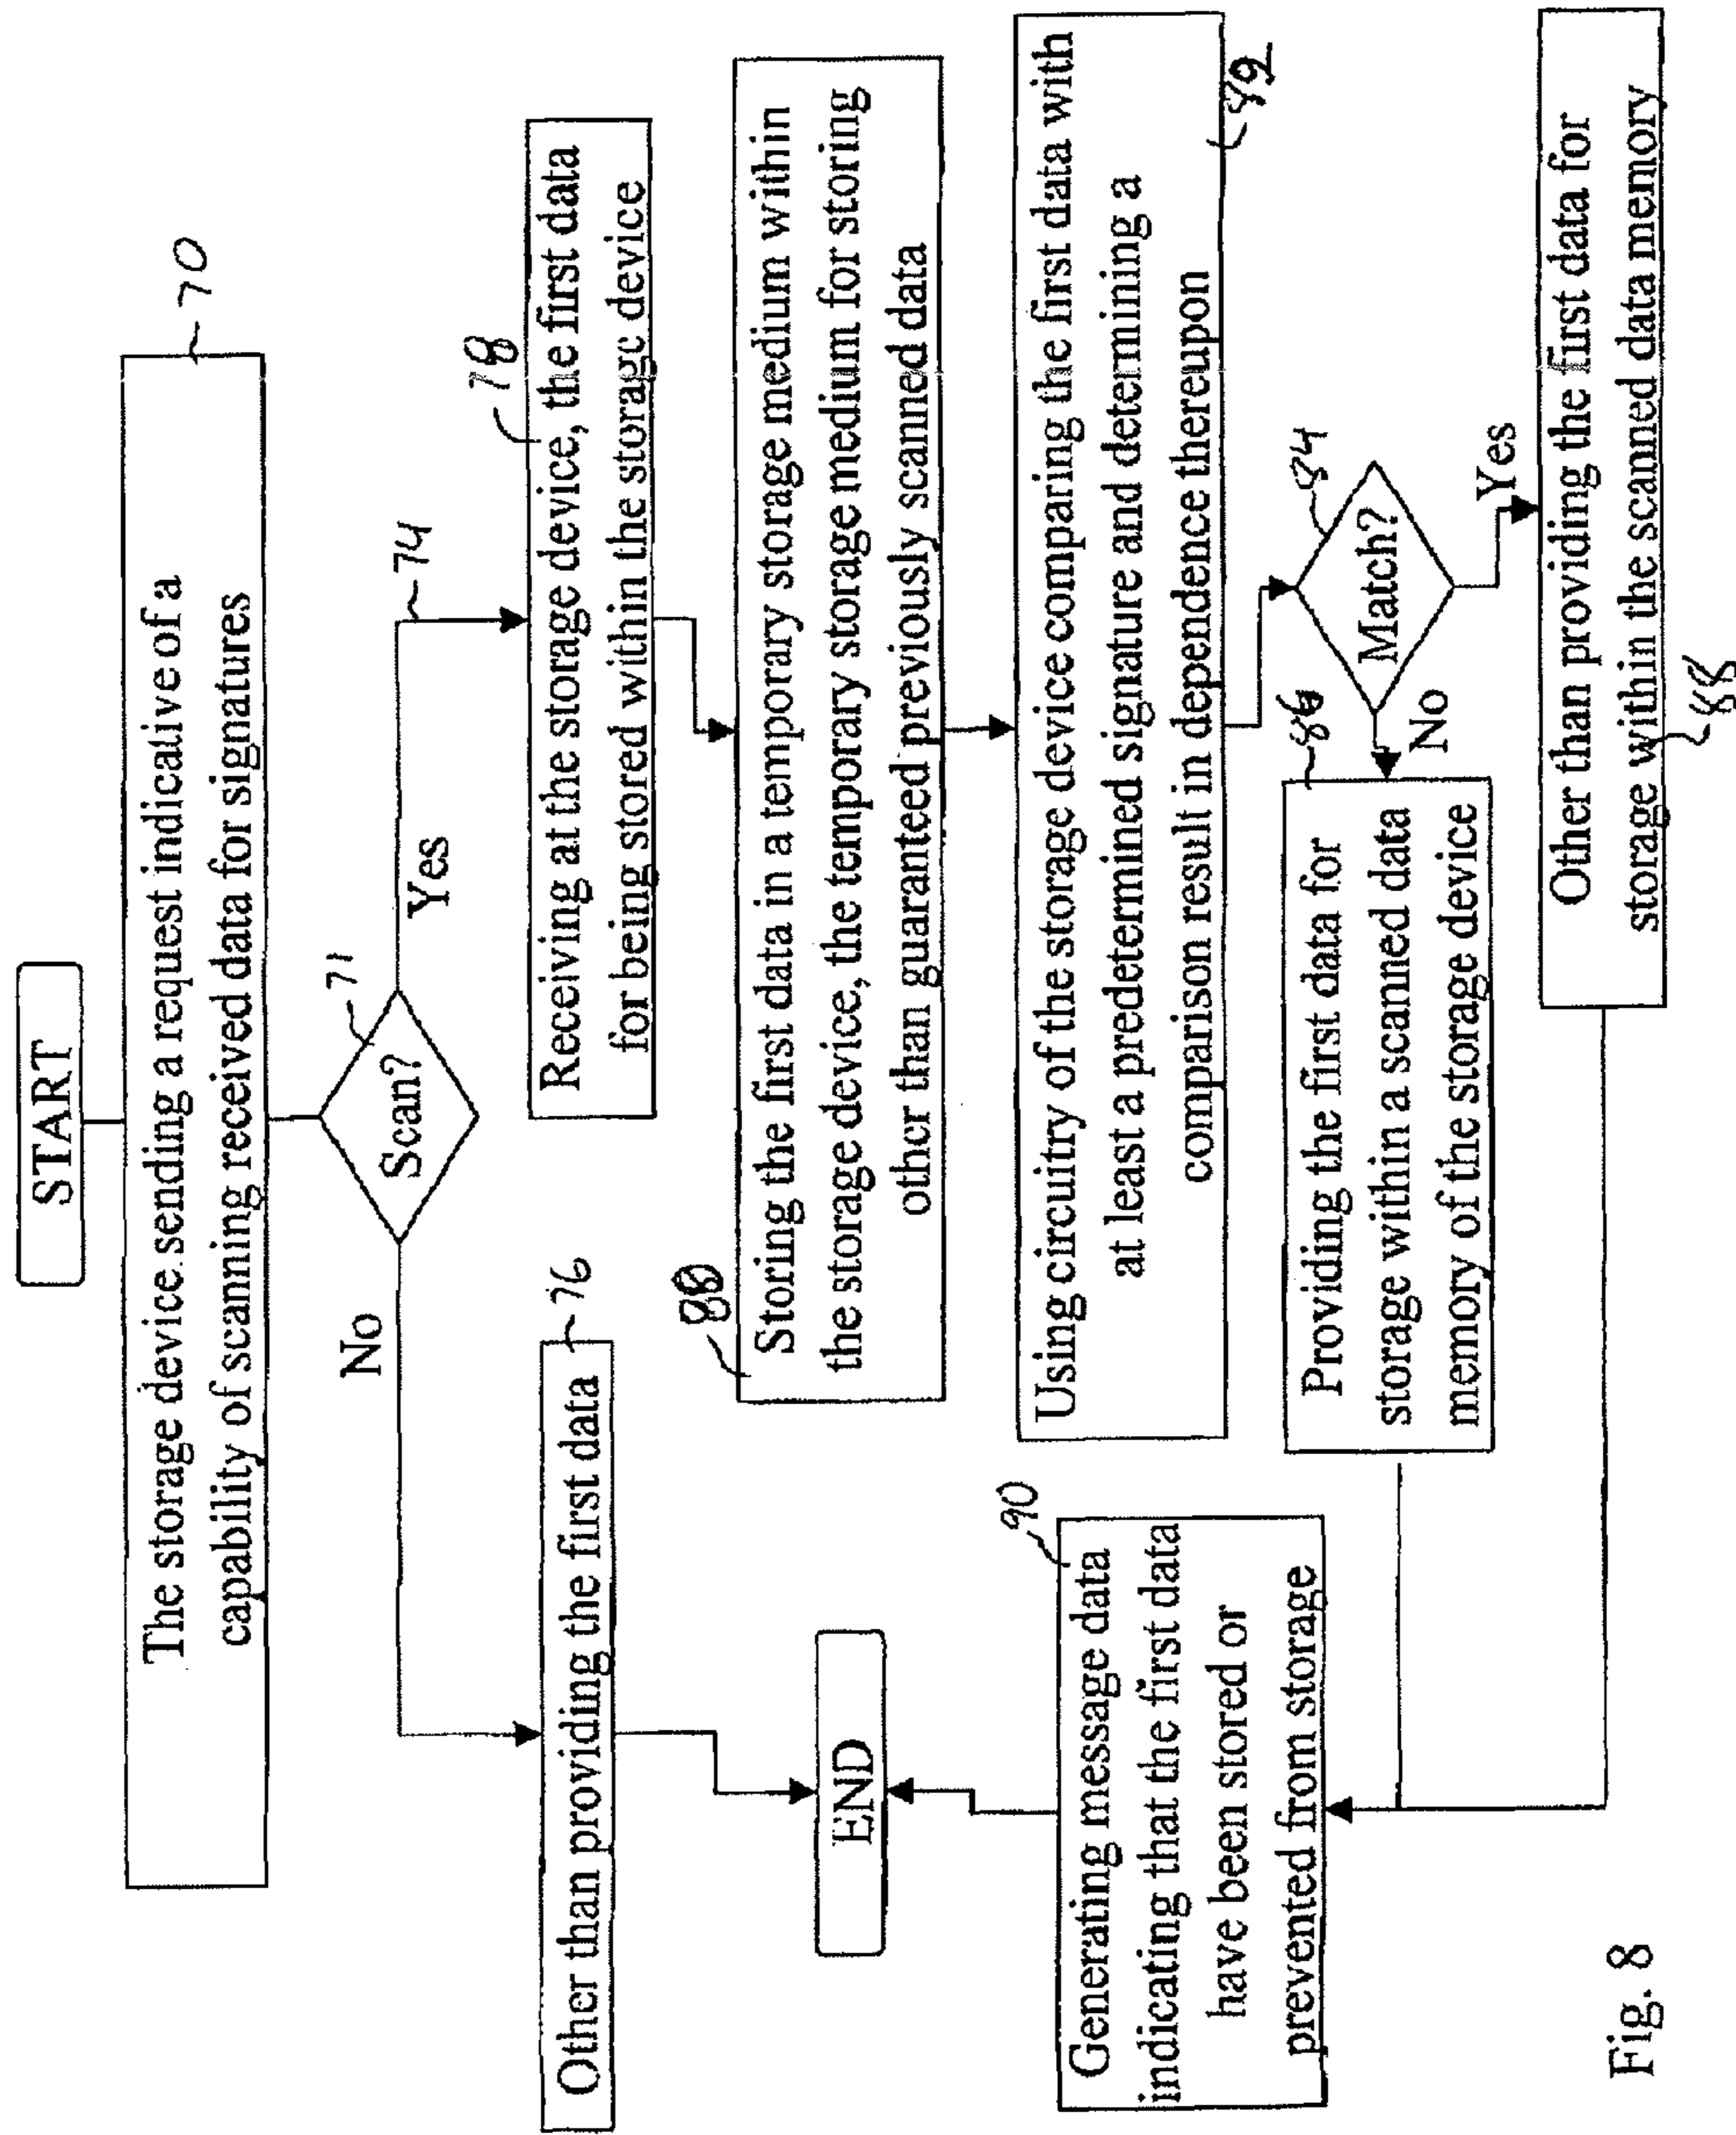 START
70
The storage device sending a request indicative of a
capability of scanning received data for signatures
71
Scan?
No
Yes
74
76
Other than providing the first data
78
Receiving at the storage device, the first data
for being stored within the storage device
80
Storing the first data in a temporary storage medium within
the storage device, the temporary storage medium for storing
other than guaranteed previously scanned data
Using circuitry of the storage device comparing the first data with
at least a predetermined signature and determining a
comparison result in dependence thereupon
82
84
Match?
No
Yes
86
Providing the first data for
storage within a scanned data
memory of the storage device
Other than providing the first data for
storage within the scanned data memory
88
90
Generating message data
indicating that the first data
have been stored or
prevented from storage
END
Fig. 8